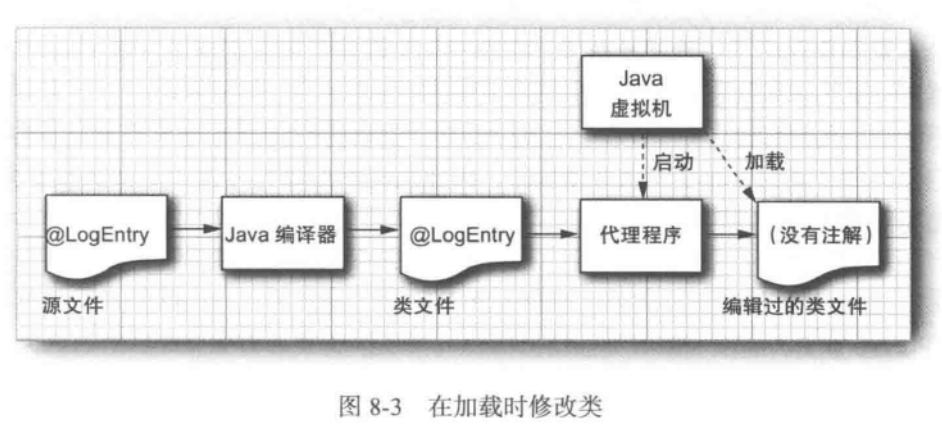 Java
虚拟机
启动
加载
@LogEntry
Java 编译器
@LogEntry
代理程序
（没有注解）
源文件
类文件
编辑过的类文件
图 8-3 在加载时修改类